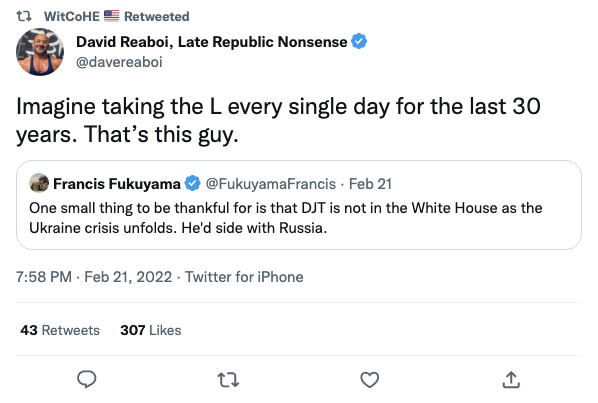 WitCoHE 🇺🇸 Retweeted
David Reaboi, Late Republic Nonsense
@davereaboi
Imagine taking the L every single day for the last 30
years. That's this guy.
Francis Fukuyama @FukuyamaFrancis · Feb 21
One small thing to be thankful for is that DJT is not in the White House as the
Ukraine crisis unfolds. He'd side with Russia.
7:58 PM · Feb 21, 2022 · Twitter for iPhone
43 Retweets 307 Likes